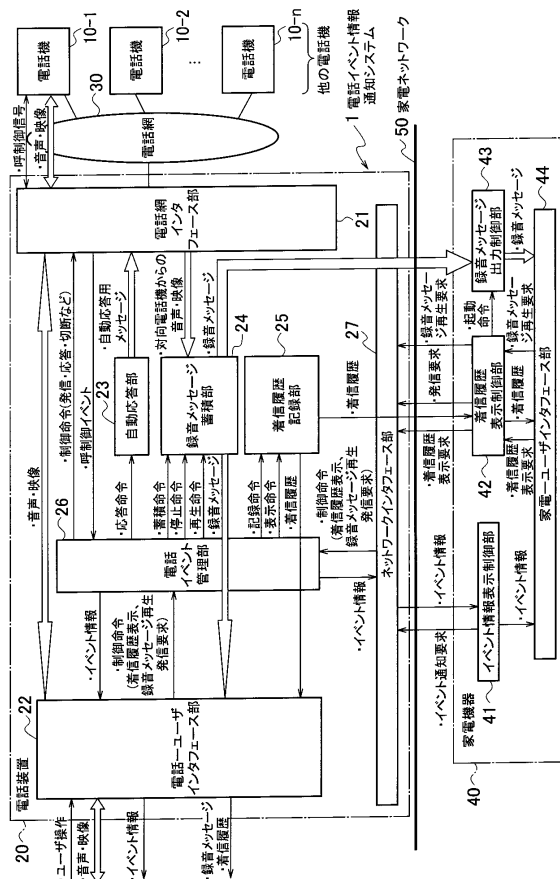 1 電話イベント情報
通知システム
10-1
電話機
10-2
電話機
⋮
10-n
電話機
他の電話機
30
電話網
・呼制御信号
・音声・映像
20
電話装置
21
電話網
インタ
フェース部
・音声・映像
・制御命令(発信・応答・切断など)
・呼制御イベント
・自動応答用
メッセージ
・対向電話機からの
音声・映像
・録音メッセージ
23
自動応答部
24
録音メッセージ
蓄積部
25
着信履歴
記録部
・応答命令
・蓄積命令
・停止命令
・再生命令
・録音メッセージ
・記録命令
・表示命令
・着信履歴
・着信履歴
26
電話
イベント
管理部
・イベント情報
・制御命令
(着信履歴表示、
録音メッセージ再生
発信要求)
・制御命令
(着信履歴表示、
録音メッセージ再生
発信要求)
・イベント情報
22
電話ーユーザ
インタフェース部
ユーザ操作
・音声・映像
・イベント情報
・録音メッセージ
・着信履歴
27
ネットワークインタフェース部
50 家電ネットワーク
40
家電機器
・イベント通知要求
・イベント情報
41
イベント情報表示制御部
・イベント情報
・着信履歴
表示要求
・発信要求
・録音メッセー
ジ再生要求
42
着信履歴
表示制御部
・起動
命令
43
録音メッセージ
出力制御部
・着信履歴
表示要求
・着信履歴
・録音メッセー
ジ再生要求
・録音メッセージ
44
家電ーユーザインタフェース部